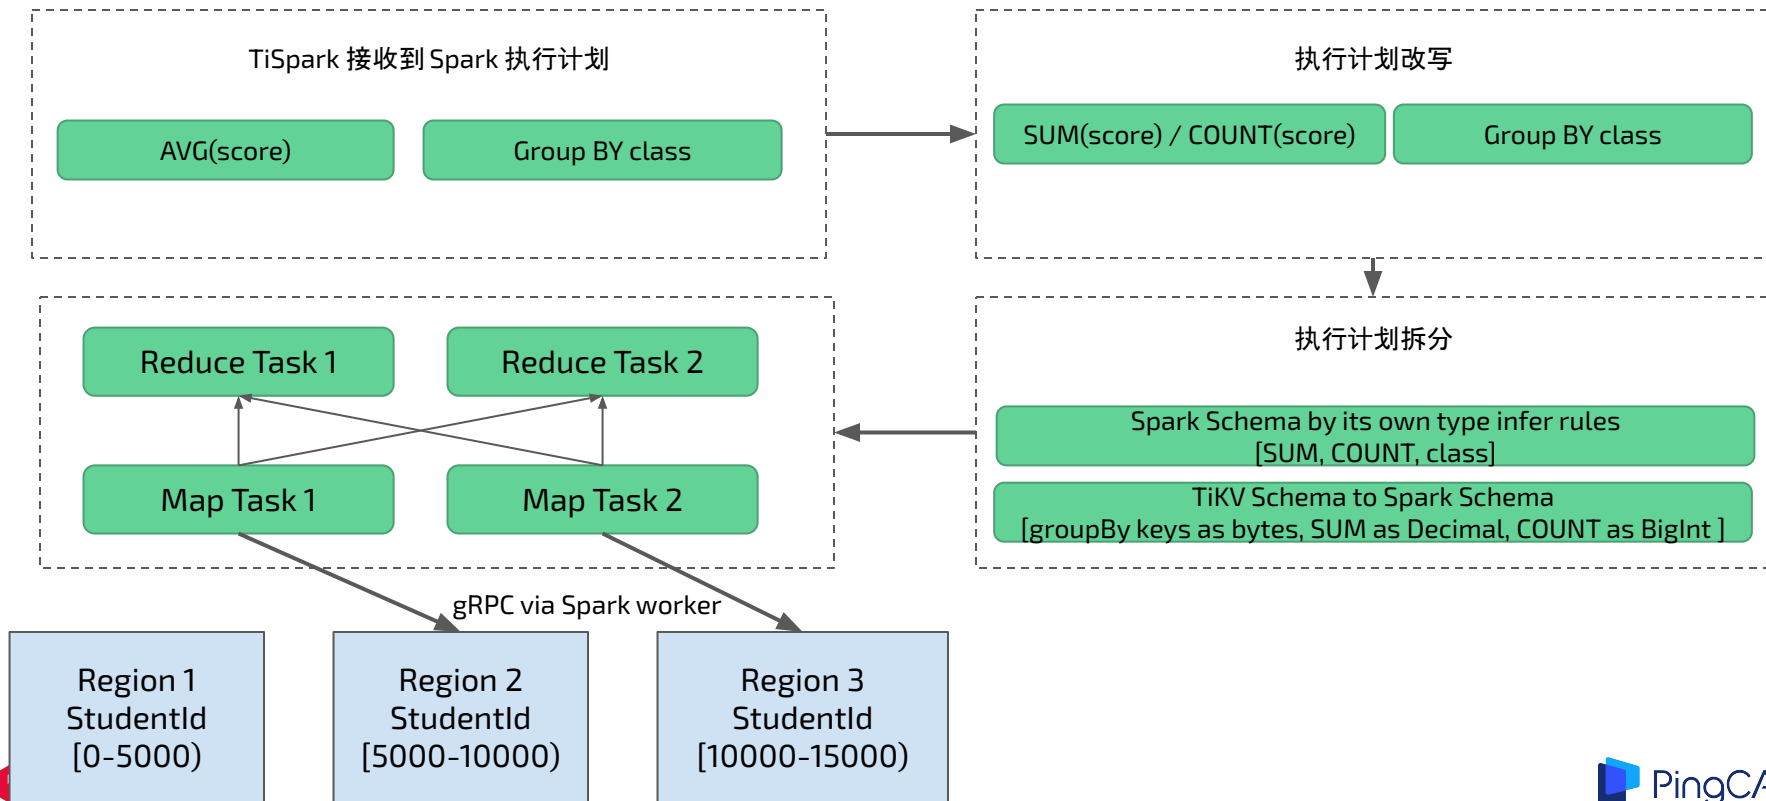 TiSpark 接收到 Spark 执行计划
AVG(score)
Group BY class
执行计划改写
SUM(score) / COUNT(score)
Group BY class
执行计划拆分
Spark Schema by its own type infer rules
[SUM, COUNT, class]
TiKV Schema to Spark Schema
[groupBy keys as bytes, SUM as Decimal, COUNT as BigInt ]
Reduce Task 1
Reduce Task 2
Map Task 1
Map Task 2
gRPC via Spark worker
Region 1
StudentId
[0-5000)
Region 2
StudentId
[5000-10000)
Region 3
StudentId
[10000-15000)
PingCA